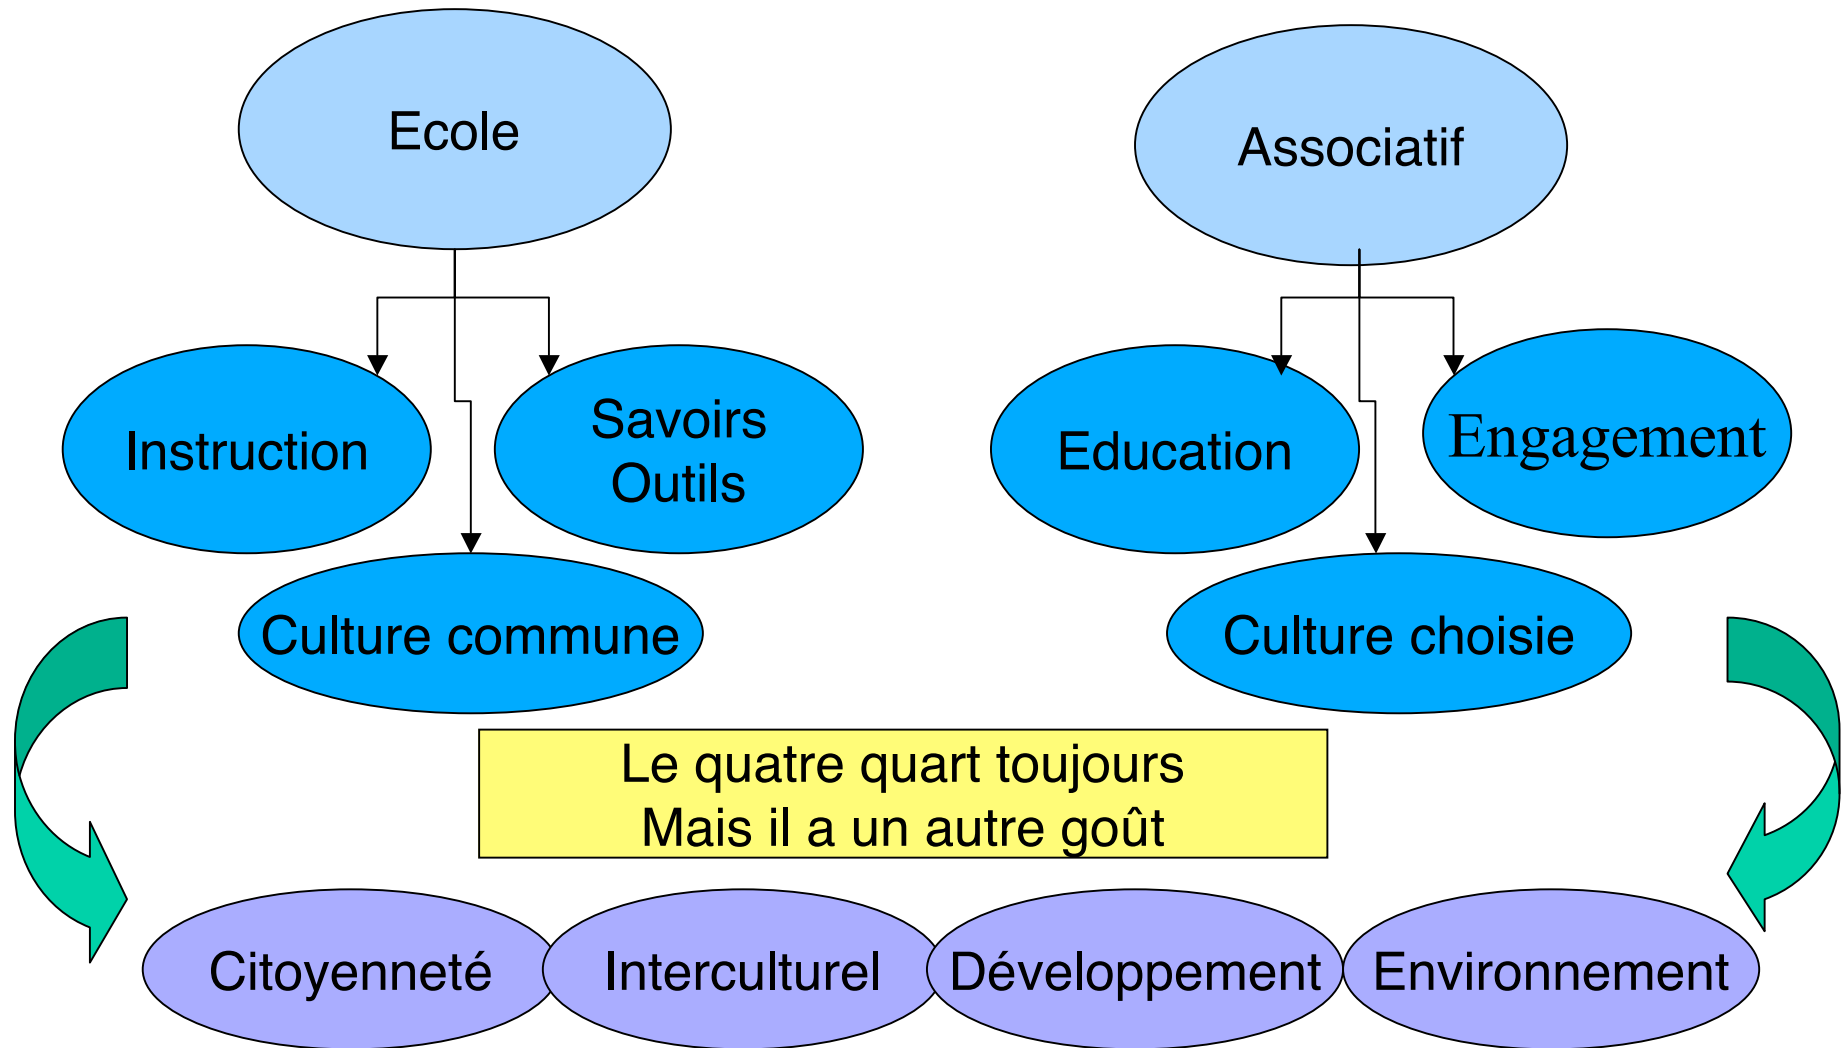 Ecole
Associatif
Instruction
Savoirs
Outils
Education
Engagement
Culture commune
Culture choisie
Le quatre quart toujours
Mais il a un autre goût
Citoyenneté
Interculturel
Développement
Environnement